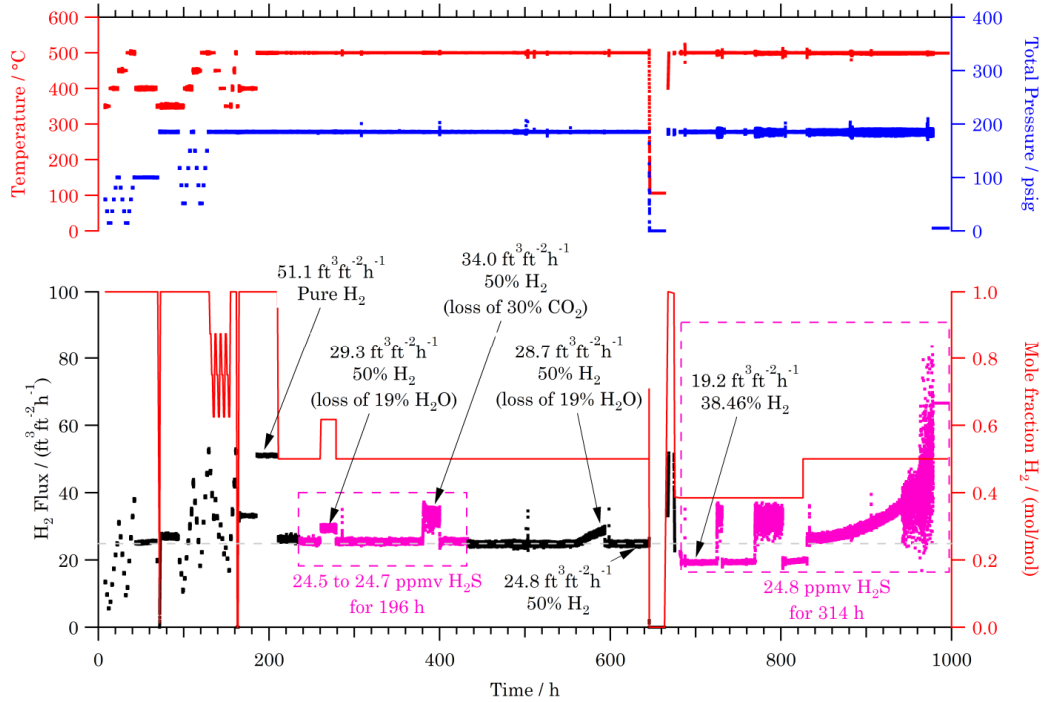 600
500
400
300
200
100
0
Temperature / °C
400
300
200
100
0
Total Pressure / psig
51.1 ft³ft⁻²h⁻¹
Pure H₂
34.0 ft³ft⁻²h⁻¹
50% H₂
(loss of 30% CO₂)
29.3 ft³ft⁻²h⁻¹
50% H₂
(loss of 19% H₂O)
28.7 ft³ft⁻²h⁻¹
50% H₂
(loss of 19% H₂O)
19.2 ft³ft⁻²h⁻¹
38.46% H₂
24.5 to 24.7 ppmv H₂S
for 196 h
24.8 ft³ft⁻²h⁻¹
50% H₂
24.8 ppmv H₂S
for 314 h
100
80
60
40
20
0
H₂ Flux / (ft³ft⁻²h⁻¹)
1.0
0.8
0.6
0.4
0.2
0.0
Mole fraction H₂ / (mol/mol)
0
200
400
600
800
1000
Time / h